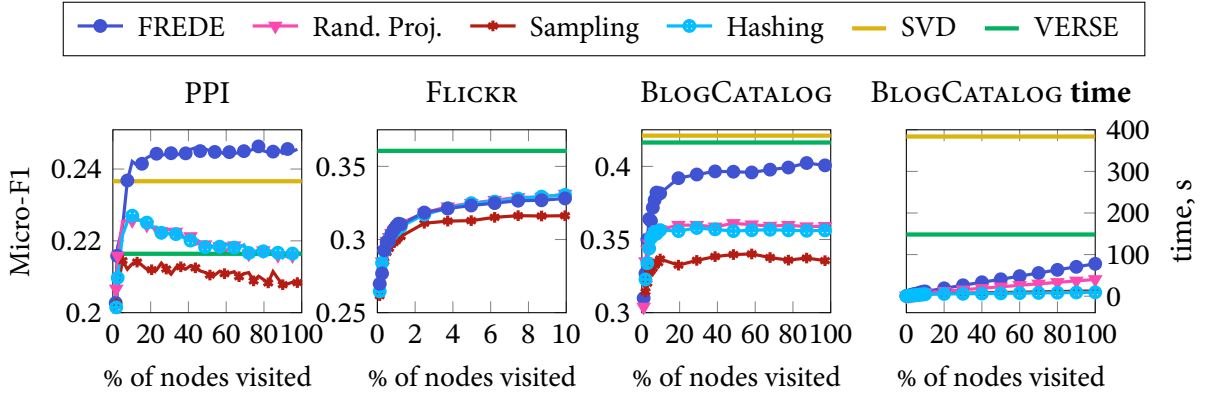 FREDE Rand. Proj. Sampling Hashing SVD VERSE
PPI
0.24
0.22
0.2
0 20 40 60 80 100
% of nodes visited
Micro-F1
FLICKR
0.35
0.3
0.25
0 2 4 6 8 10
% of nodes visited
BLOGCATALOG
0.4
0.35
0.3
0 20 40 60 80 100
% of nodes visited
BLOGCATALOG time
400
300
200
100
0
0 20 40 60 80 100
% of nodes visited
time, s